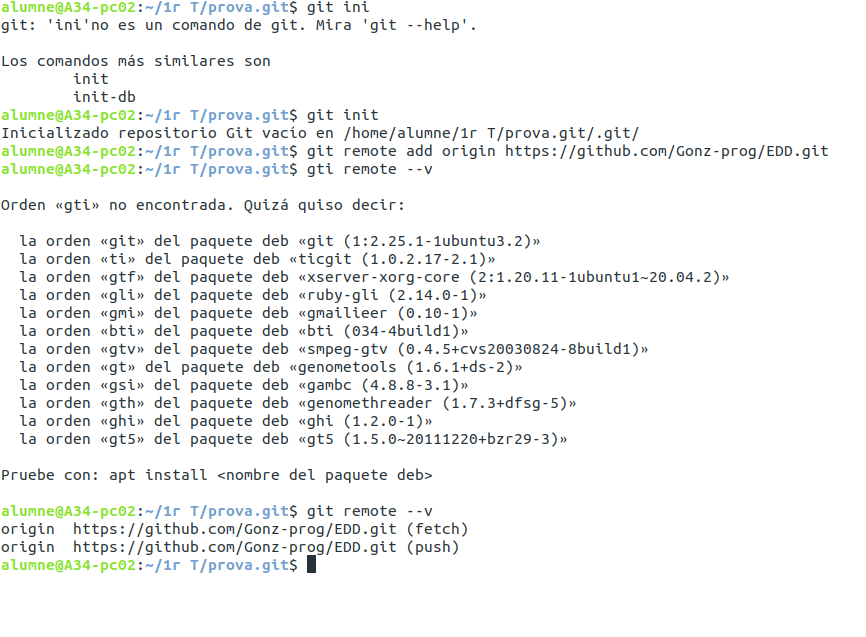 alumne@A34-pc02:~/1r T/prova.git$ git ini
git: 'ini'no es un comando de git. Mira 'git --help'.
Los comandos más similares son
init
init-db
alumne@A34-pc02:~/1r T/prova.git$ git init
Inicializado repositorio Git vacío en /home/alumne/1r T/prova.git/.git/
alumne@A34-pc02:~/1r T/prova.git$ git remote add origin https://github.com/Gonz-prog/EDD.git
alumne@A34-pc02:~/1r T/prova.git$ gti remote --v
Orden «gti» no encontrada. Quizá quiso decir:
la orden «git» del paquete deb «git (1:2.25.1-1ubuntu3.2)»
la orden «ti» del paquete deb «ticgit (1.0.2.17-2.1)»
la orden «gtf» del paquete deb «xserver-xorg-core (2:1.20.11-1ubuntu1~20.04.2)»
la orden «gli» del paquete deb «ruby-gli (2.14.0-1)»
la orden «gmi» del paquete deb «gmailieer (0.10-1)»
la orden «bti» del paquete deb «bti (034-4build1)»
la orden «gtv» del paquete deb «smpeg-gtv (0.4.5+cvs20030824-8build1)»
la orden «gt» del paquete deb «genometools (1.6.1+ds-2)»
la orden «gsi» del paquete deb «gambc (4.8.8-3.1)»
la orden «gth» del paquete deb «genomethreader (1.7.3+dfsg-5)»
la orden «ghi» del paquete deb «ghi (1.2.0-1)»
la orden «gt5» del paquete deb «gt5 (1.5.0~20111220+bzr29-3)»
Pruebe con: apt install <nombre del paquete deb>
alumne@A34-pc02:~/1r T/prova.git$ git remote --v
origin  https://github.com/Gonz-prog/EDD.git (fetch)
origin  https://github.com/Gonz-prog/EDD.git (push)
alumne@A34-pc02:~/1r T/prova.git$